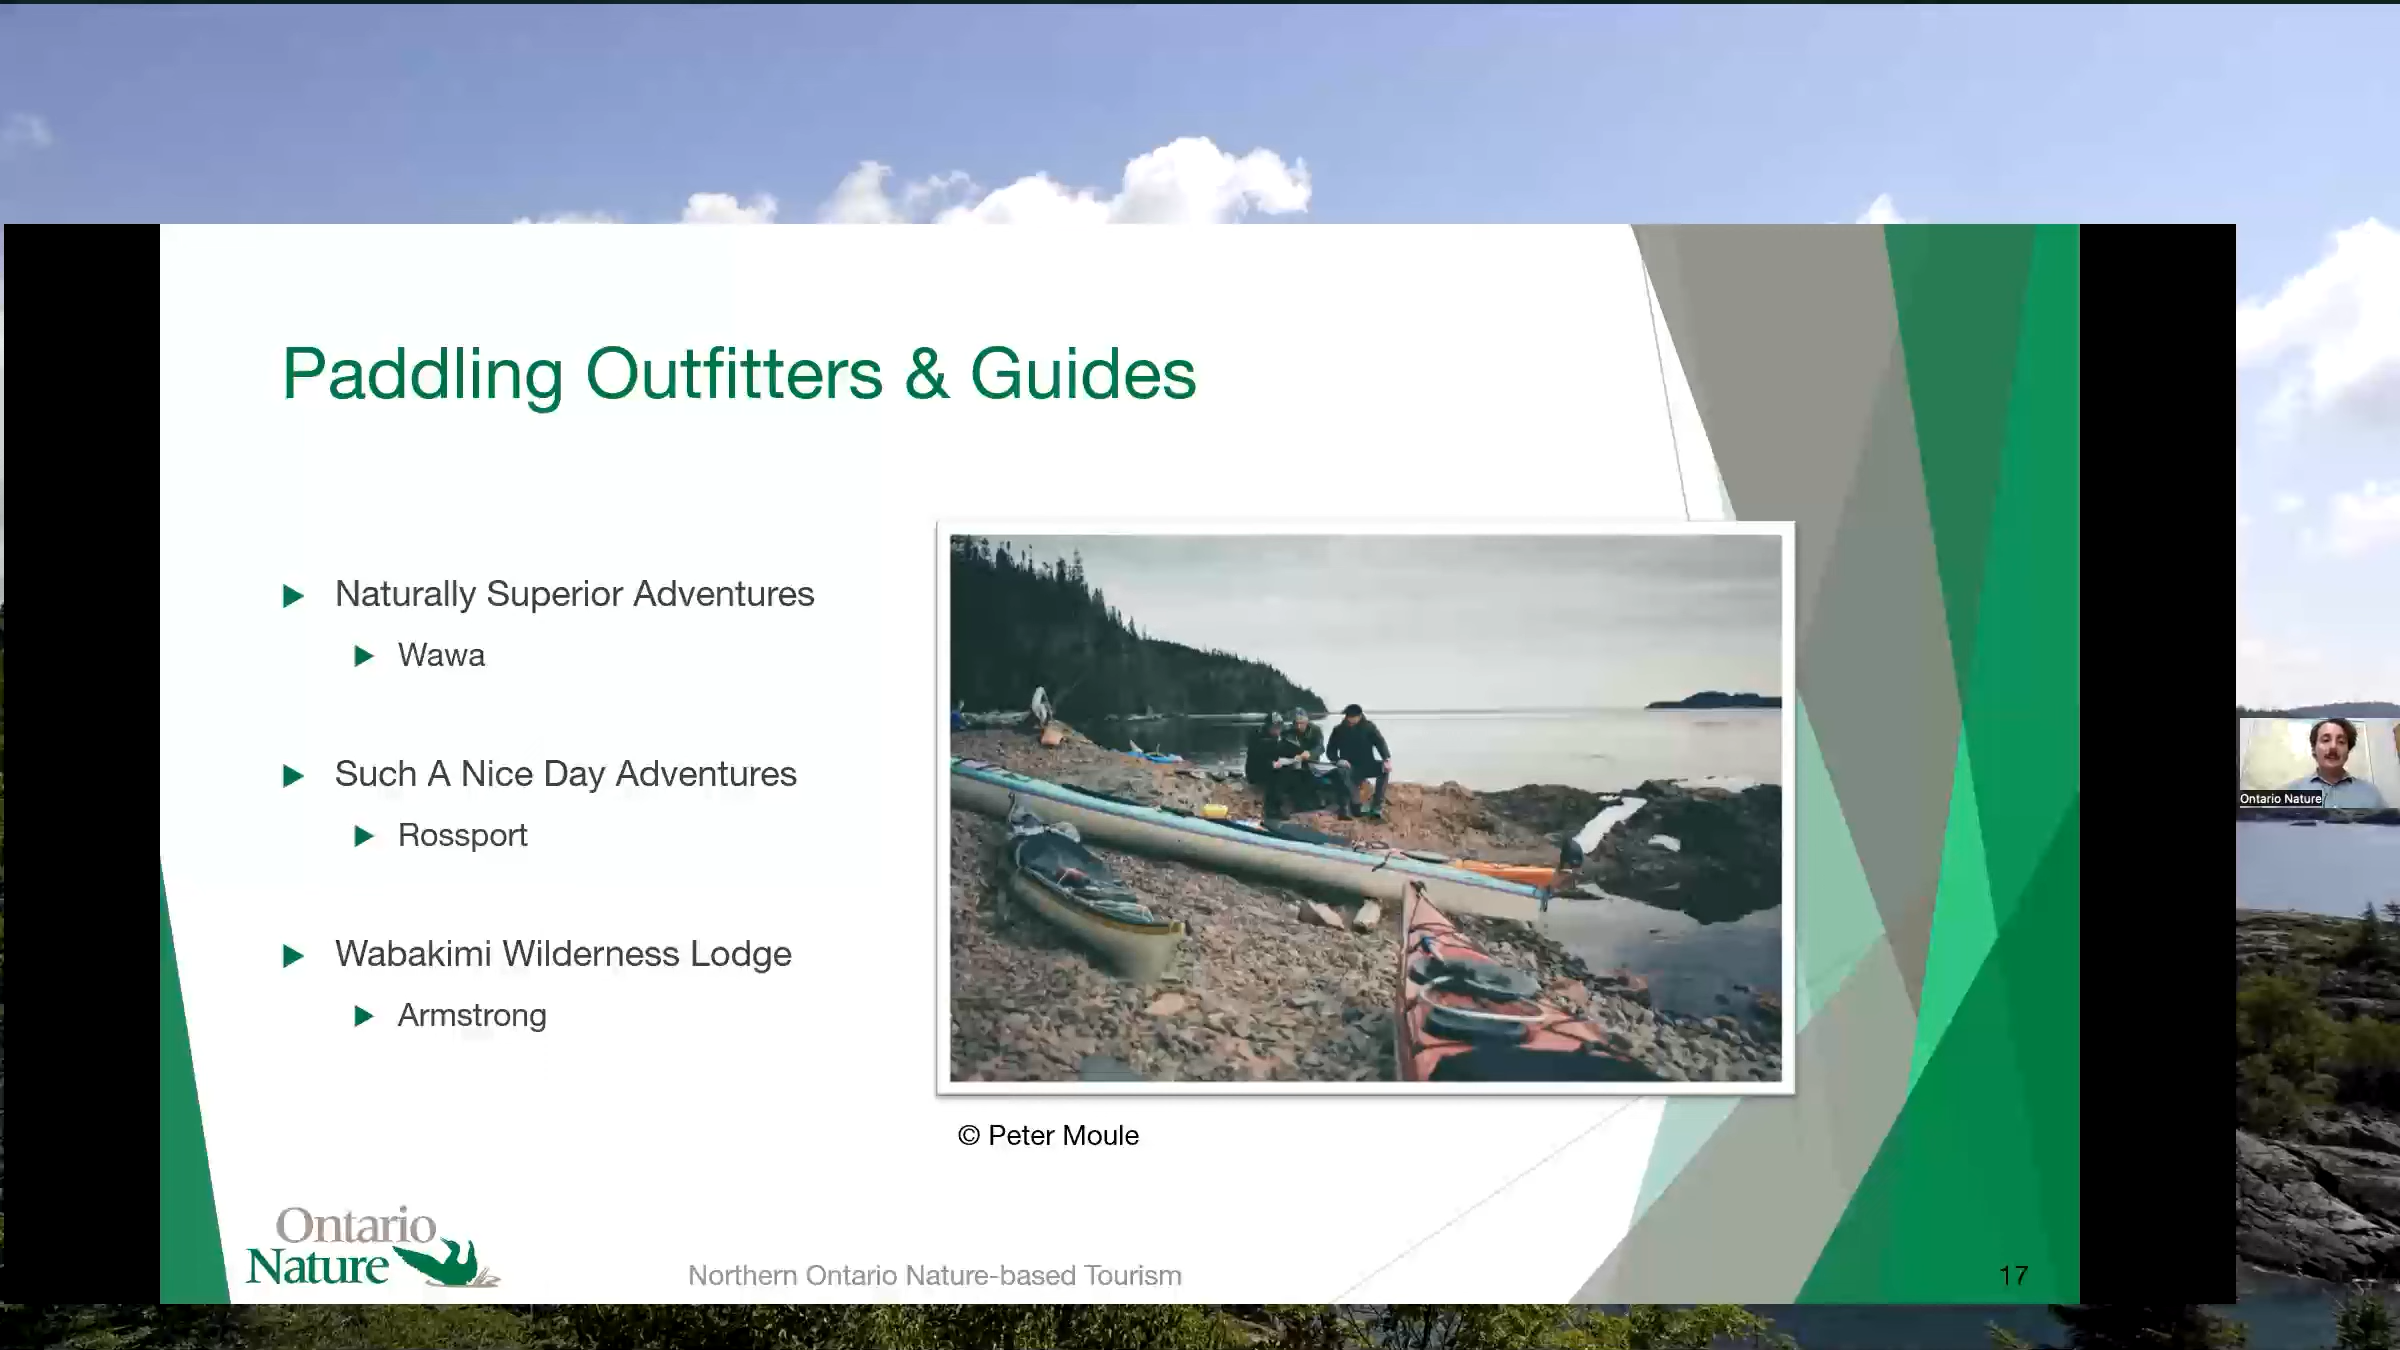 Paddling Outfitters & Guides
Naturally Superior Adventures
Wawa
Such A Nice Day Adventures
Rossport
Wabakimi Wilderness Lodge
Armstrong
© Peter Moule
Ontario
Nature
Northern Ontario Nature-based Tourism
17
Ontario Nature